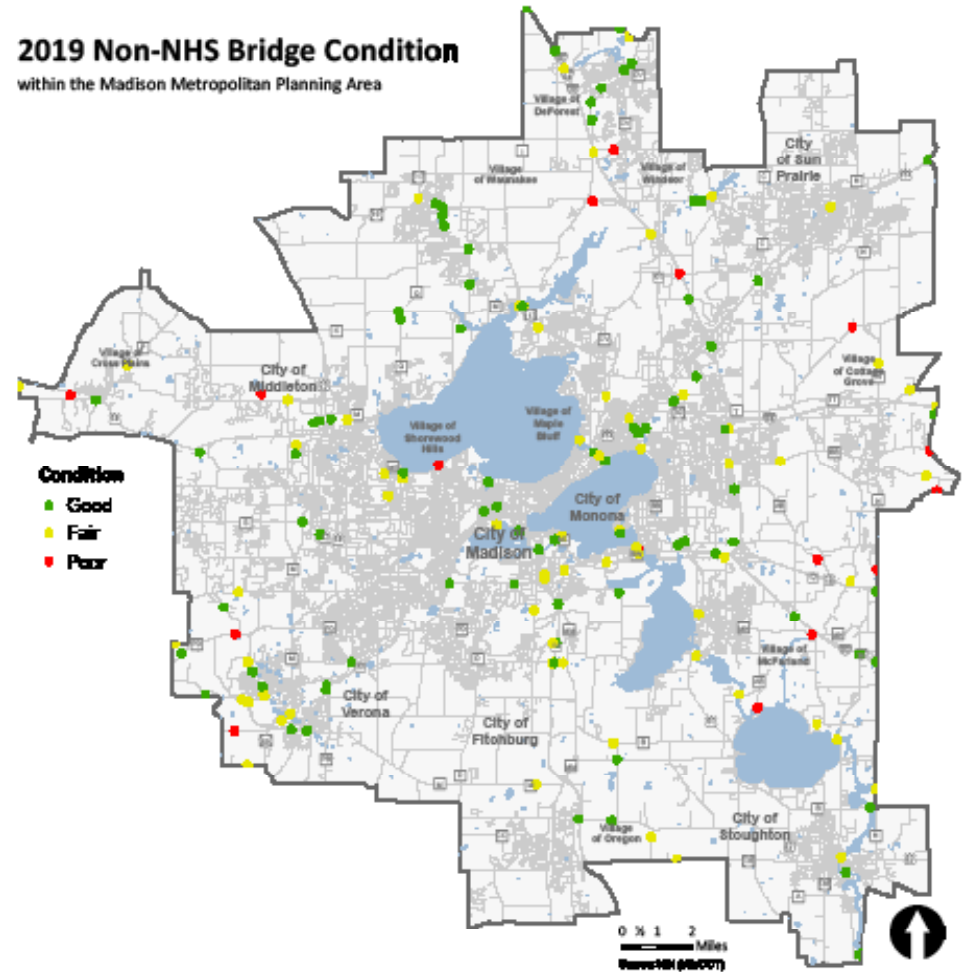 2019 Non-NHS Bridge Condition
within the Madison Metropolitan Planning Area
Village of
DeForest
City
of Sun
Prairie
Village
of Waunakee
Village of
Windsor
Village of
Cross Plains
City of
Middleton
Village
of Cottage
Grove
Village of
Maple
Bluff
Village of
Shorewood
Hills
Condition
Good
Fair
Poor
City of
Monona
City of
Madison
Village of
McFarland
City of
Verona
City of
Fitchburg
City of
Stoughton
Village
of Oregon
0 ½ 1 2
Miles